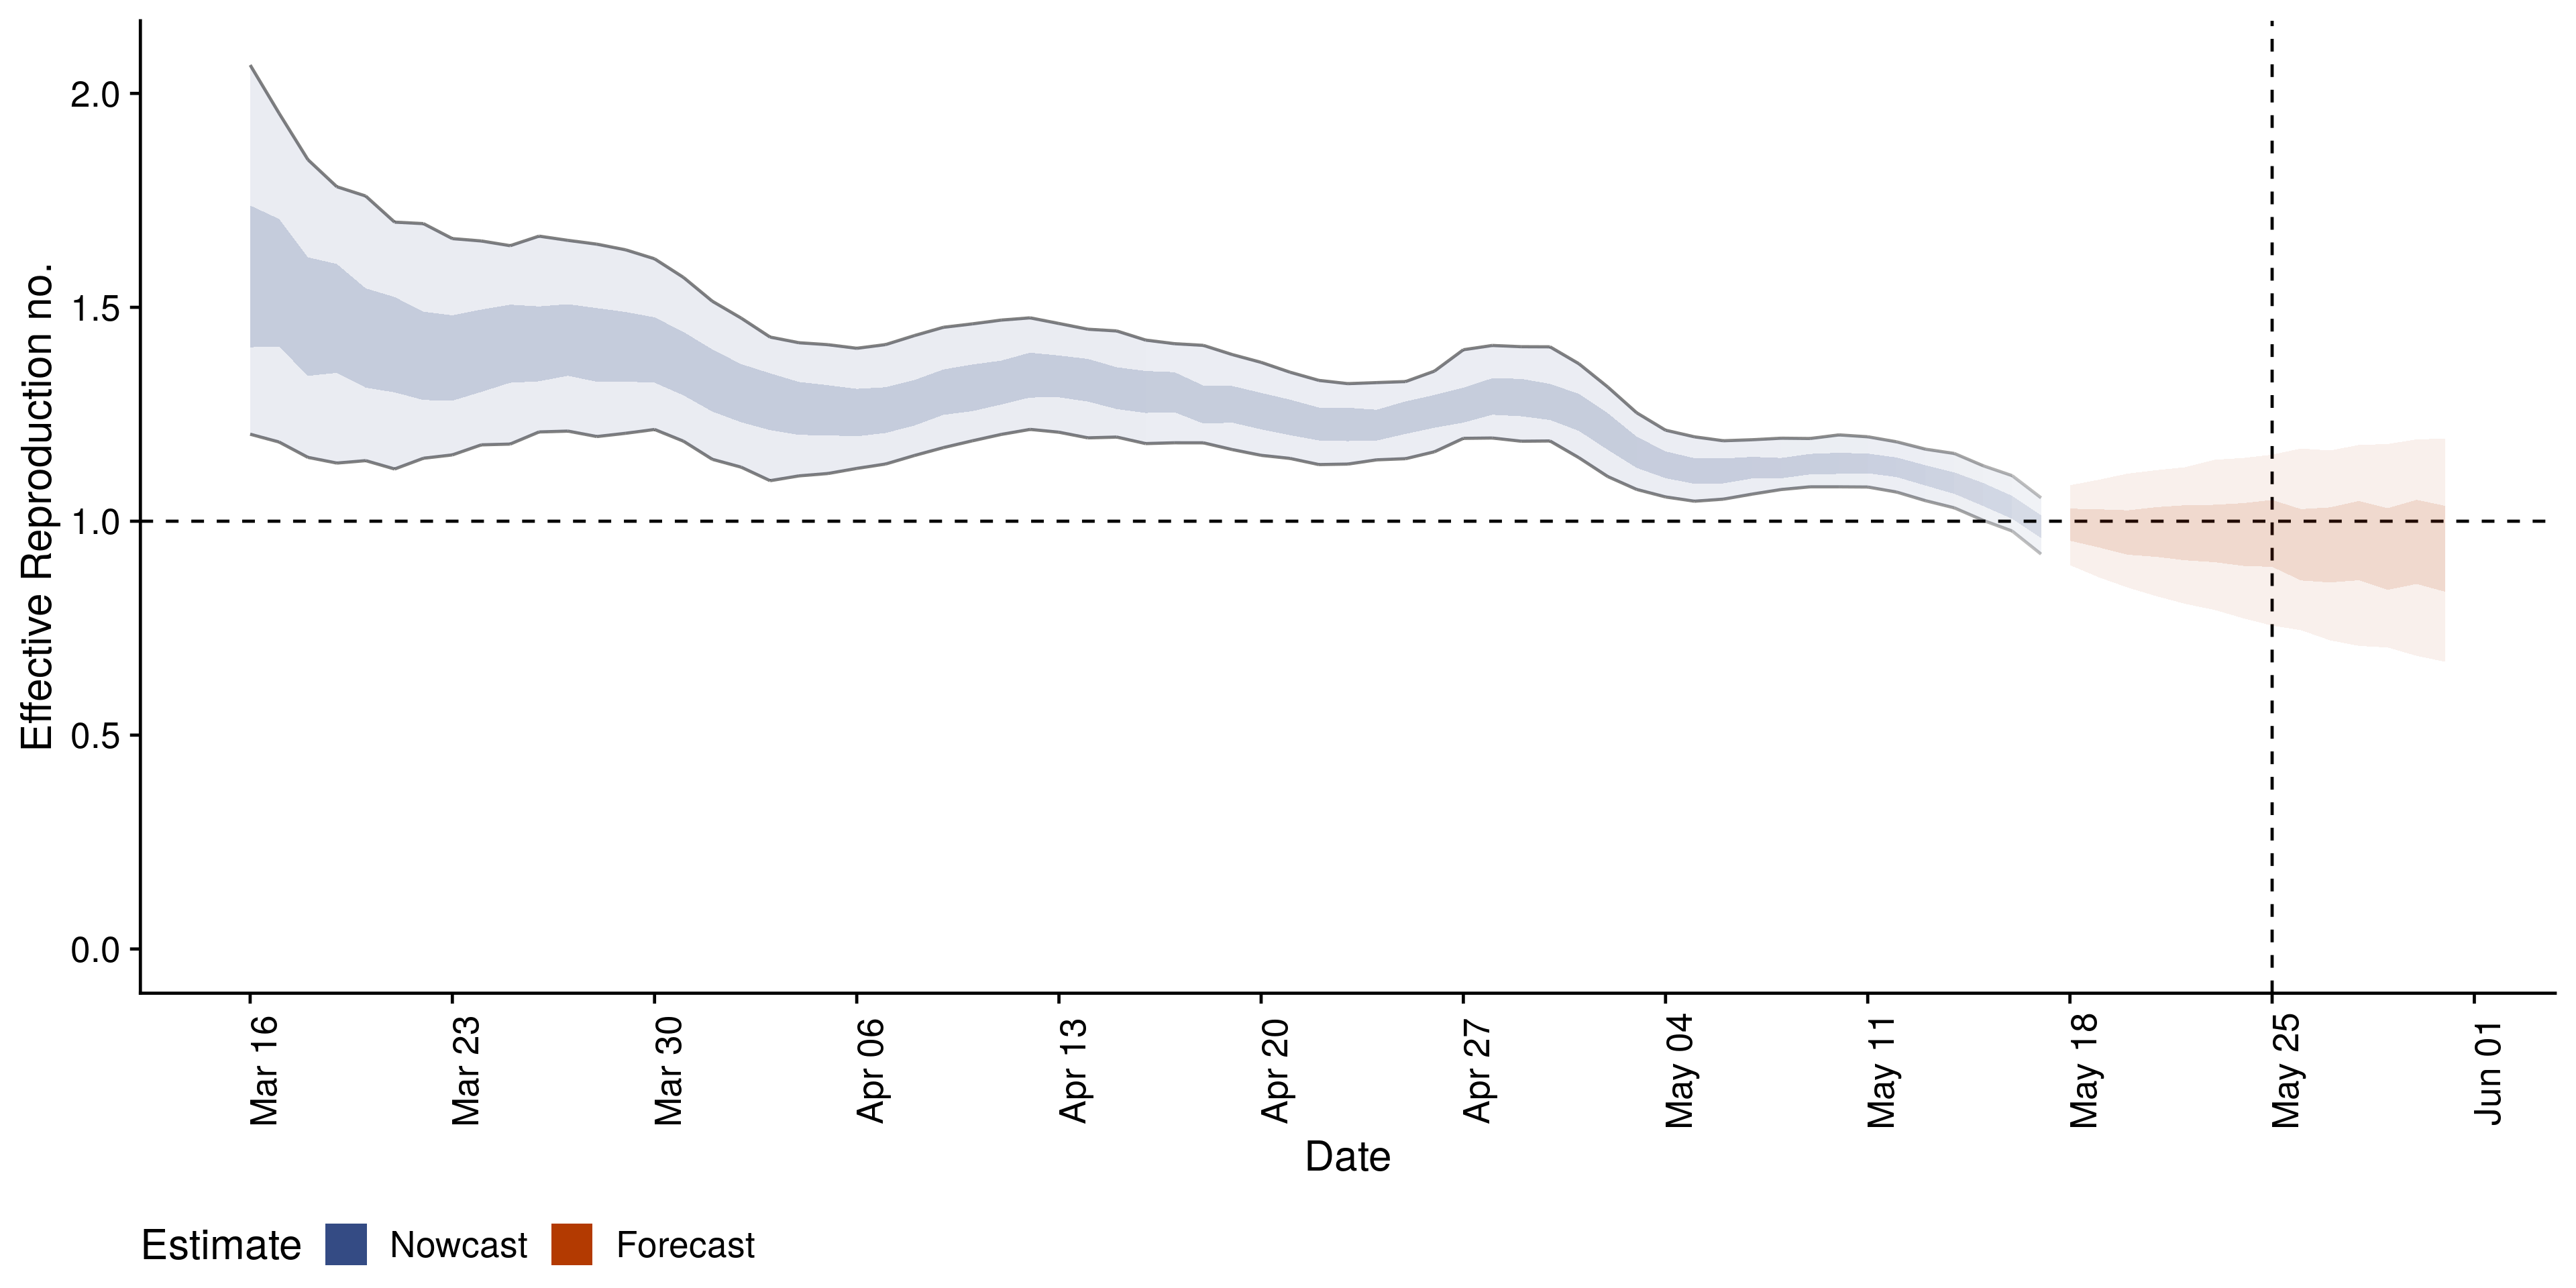 Effective Reproduction no.
2.0
1.5
1.0
0.5
0.0
Mar 16
Mar 23
Mar 30
Apr 06
Apr 13
Apr 20
Apr 27
May 04
May 11
May 18
May 25
Jun 01
Date
Estimate Nowcast Forecast